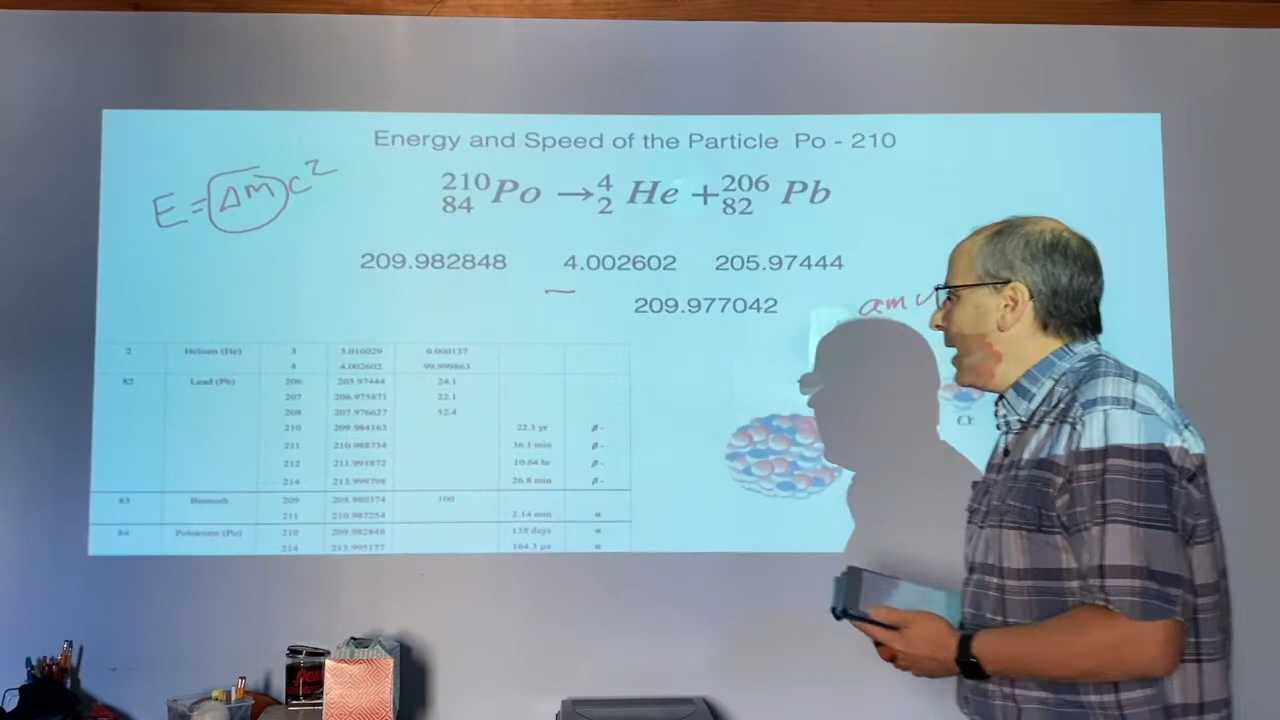 Energy and Speed of the Particle Po - 210
E=Δmc²
²¹⁰₈₄Po → ⁴₂He + ²⁰⁶₈₂Pb
209.982848 4.002602 205.97444
—
209.977042
2 Helium (He) 3 3.016029 0.000137
4 4.002602 99.999863
82 Lead (Pb) 206 205.97444 24.1
207 206.975871 22.1
208 207.976627 52.4
210 209.984163 22.3 yr β-
211 210.988734 36.1 min β-
212 211.991872 10.64 hr β-
214 213.999798 26.8 min β-
83 Bismuth 209 208.980374 100
211 210.987254 2.14 min α
84 Polonium (Po) 210 209.982848 138 days α
214 213.995177 164.3 μs α